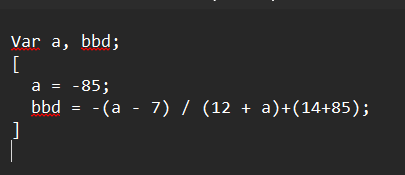 Var a, bbd;
[
  a = -85;
  bbd = -(a - 7) / (12 + a)+(14+85);
]